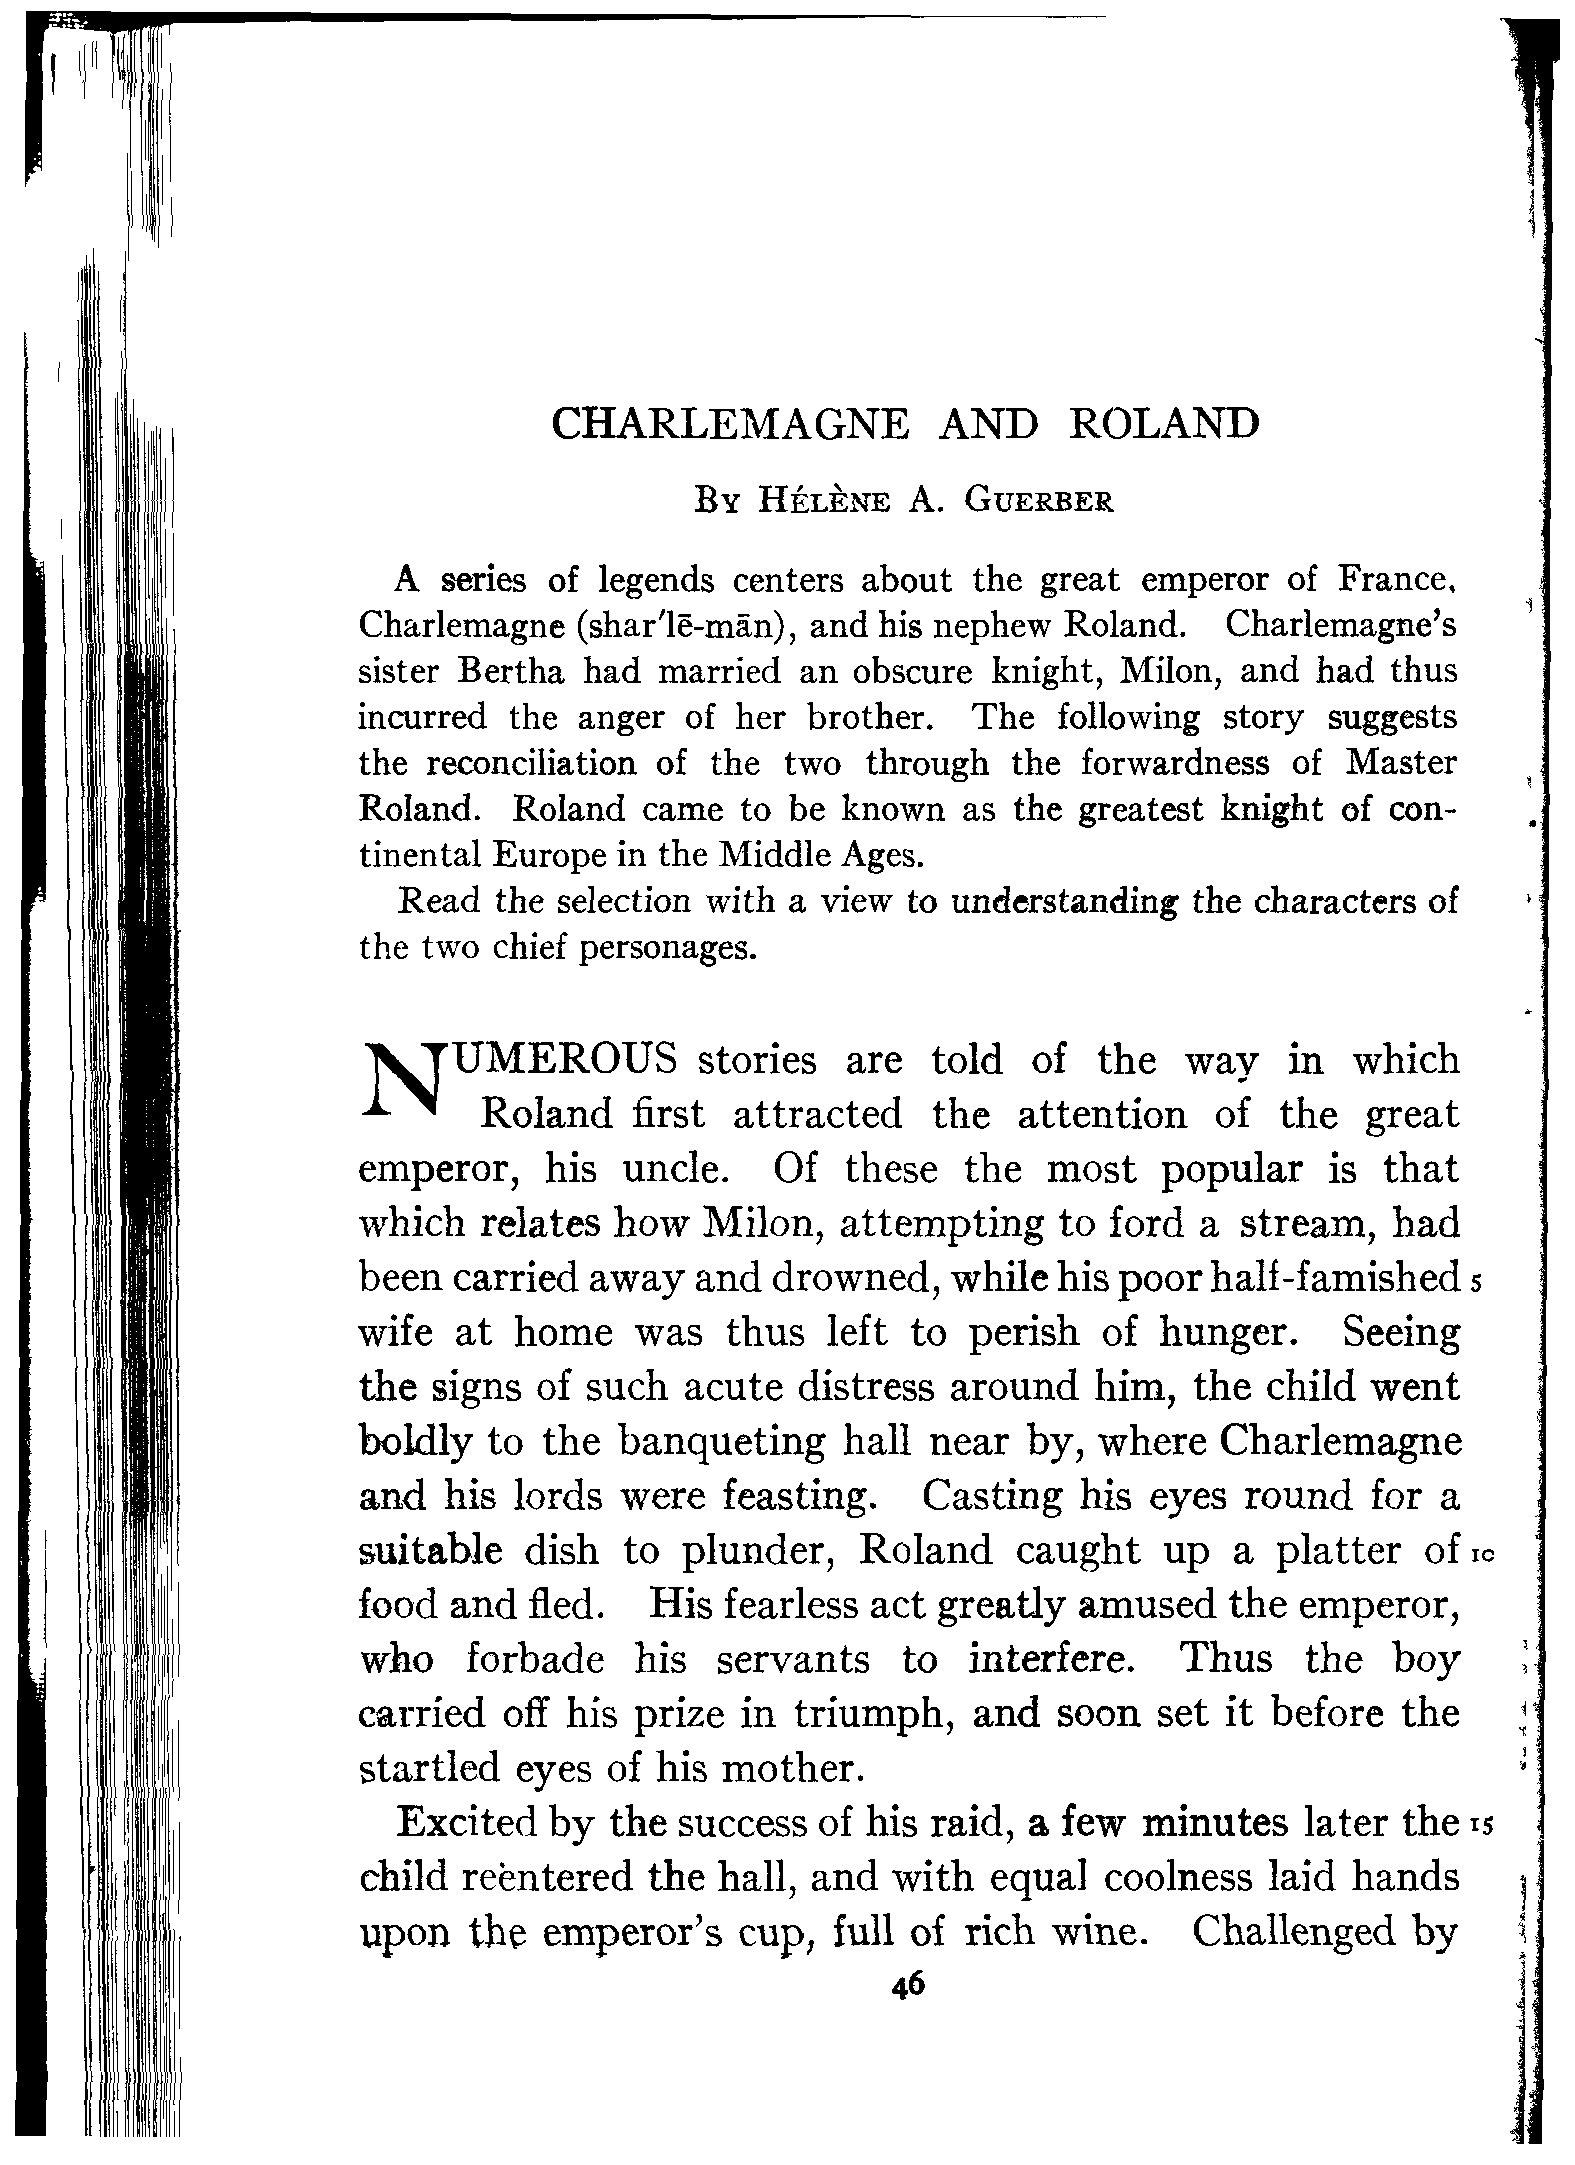 CHARLEMAGNE AND ROLAND
By Hélène A. Guerber
A series of legends centers about the great emperor of France,
Charlemagne (shar'lē-mān), and his nephew Roland. Charlemagne's
sister Bertha had married an obscure knight, Milon, and had thus
incurred the anger of her brother. The following story suggests
the reconciliation of the two through the forwardness of Master
Roland. Roland came to be known as the greatest knight of con-
tinental Europe in the Middle Ages.
Read the selection with a view to understanding the characters of
the two chief personages.
NUMEROUS stories are told of the way in which
Roland first attracted the attention of the great
emperor, his uncle. Of these the most popular is that
which relates how Milon, attempting to ford a stream, had
been carried away and drowned, while his poor half-famished 5
wife at home was thus left to perish of hunger. Seeing
the signs of such acute distress around him, the child went
boldly to the banqueting hall near by, where Charlemagne
and his lords were feasting. Casting his eyes round for a
suitable dish to plunder, Roland caught up a platter of 10
food and fled. His fearless act greatly amused the emperor,
who forbade his servants to interfere. Thus the boy
carried off his prize in triumph, and soon set it before the
startled eyes of his mother.
Excited by the success of his raid, a few minutes later the 15
child reëntered the hall, and with equal coolness laid hands
upon the emperor's cup, full of rich wine. Challenged by
46